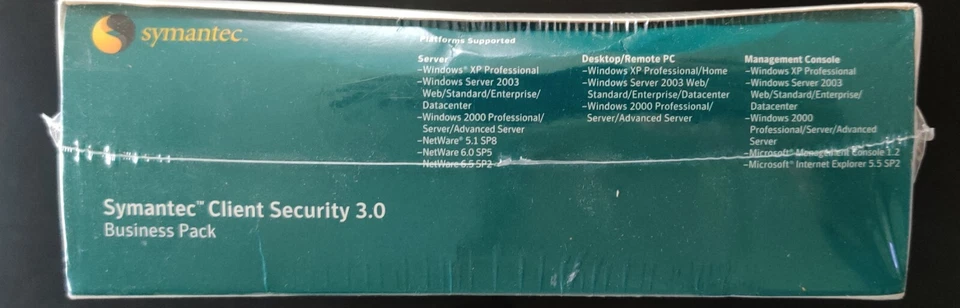 symantec™
Platforms Supported
Server
–Windows® XP Professional
–Windows Server 2003
Web/Standard/Enterprise/
Datacenter
–Windows 2000 Professional/
Server/Advanced Server
–NetWare® 5.1 SP8
–NetWare 6.0 SP5
–NetWare 6.5 SP2
Desktop/Remote PC
–Windows XP Professional/Home
–Windows Server 2003 Web/
Standard/Enterprise/Datacenter
–Windows 2000 Professional/
Server/Advanced Server
Management Console
–Windows XP Professional
–Windows Server 2003
Web/Standard/Enterprise/
Datacenter
–Windows 2000
Professional/Server/Advanced
Server
–Microsoft® Management Console 1.2
–Microsoft® Internet Explorer 5.5 SP2
Symantec™ Client Security 3.0
Business Pack